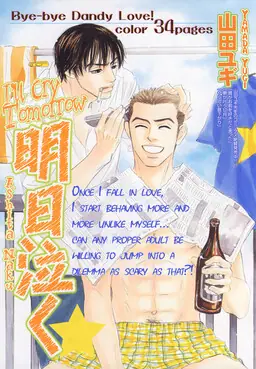 Bye-bye Dandy Love!
color 34pages
山田ユギ
YAMADA YUGI
I'll Cry
Tomorrow
明日泣く
Ashita Naku
ONCE I FALL IN LOVE,
I START BEHAVING MORE AND
MORE UNLIKE MYSELF...
CAN ANY PROPER ADULT BE
WILLING TO JUMP INTO A
DILEMMA AS SCARY AS THAT?!